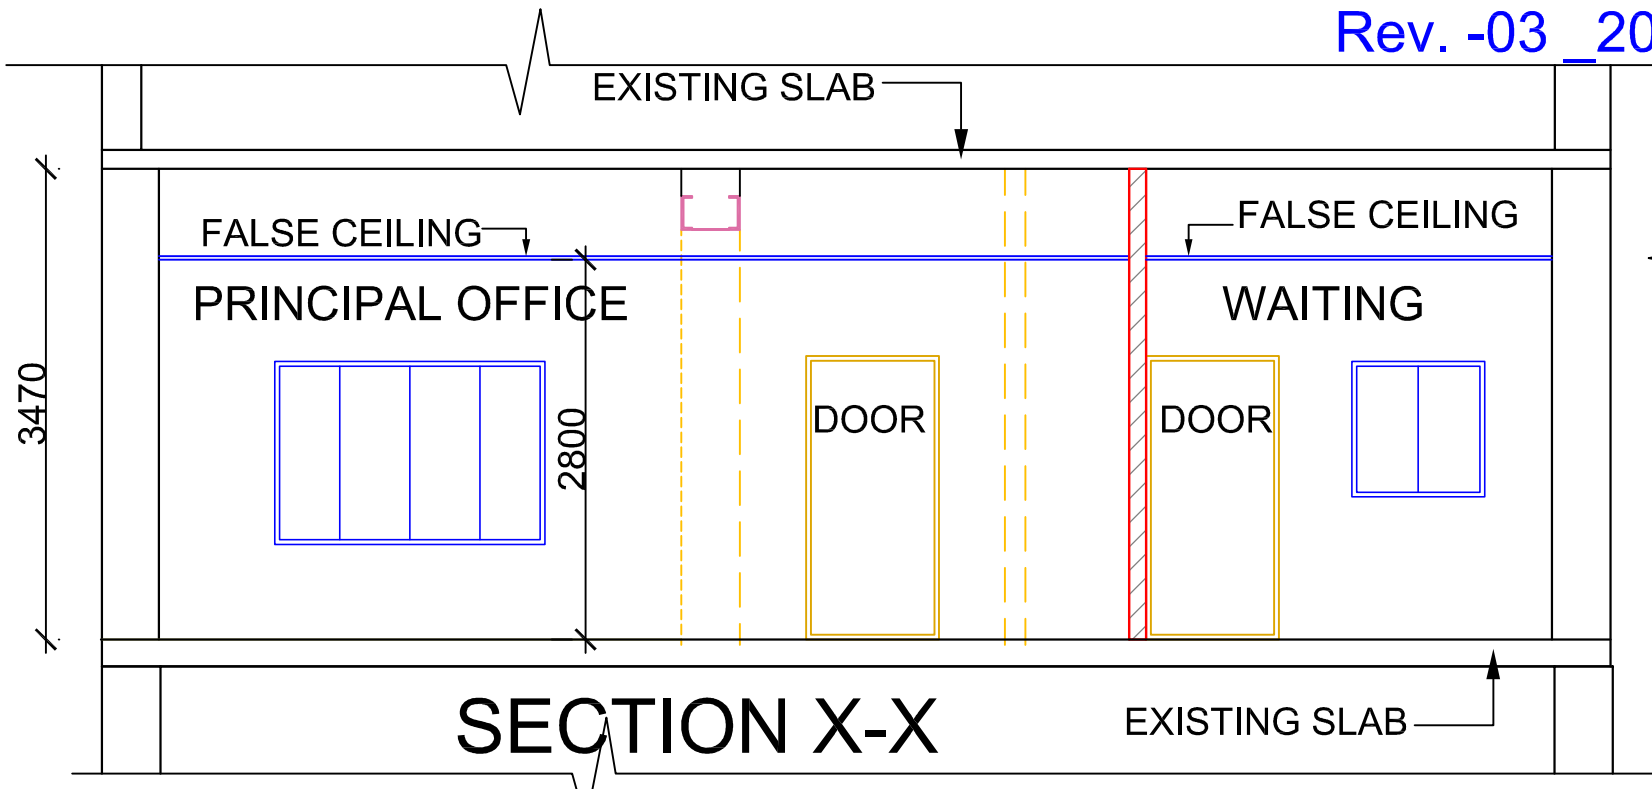 Rev. -03 _20
EXISTING SLAB
FALSE CEILING
FALSE CEILING
PRINCIPAL OFFICE
WAITING
3470
2800
DOOR
DOOR
SECTION X-X
EXISTING SLAB